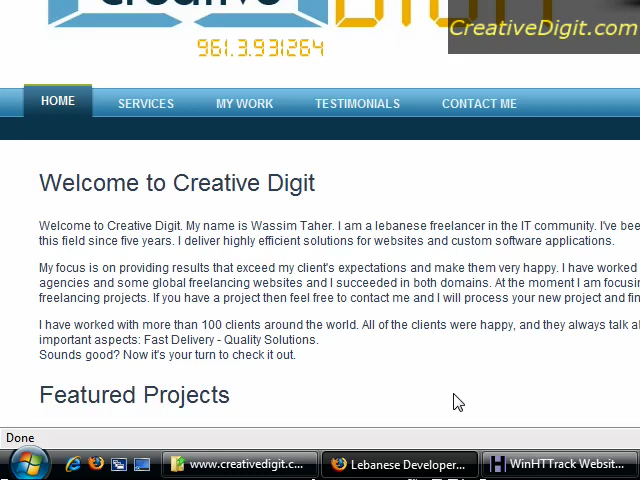 Creative Digit
961.3.931264
CreativeDigit.com
HOME SERVICES MY WORK TESTIMONIALS CONTACT ME
Welcome to Creative Digit
Welcome to Creative Digit. My name is Wassim Taher. I am a lebanese freelancer in the IT community. I've bee
this field since five years. I deliver highly efficient solutions for websites and custom software applications.
My focus is on providing results that exceed my client's expectations and make them very happy. I have worked
agencies and some global freelancing websites and I succeeded in both domains. At the moment I am focusin
freelancing projects. If you have a project then feel free to contact me and I will process your new project and fin
I have worked with more than 100 clients around the world. All of the clients were happy, and they always talk a
important aspects: Fast Delivery - Quality Solutions.
Sounds good? Now it's your turn to check it out.
Featured Projects
Done
www.creativedigit.c... Lebanese Developer... WinHTTrack Websit...